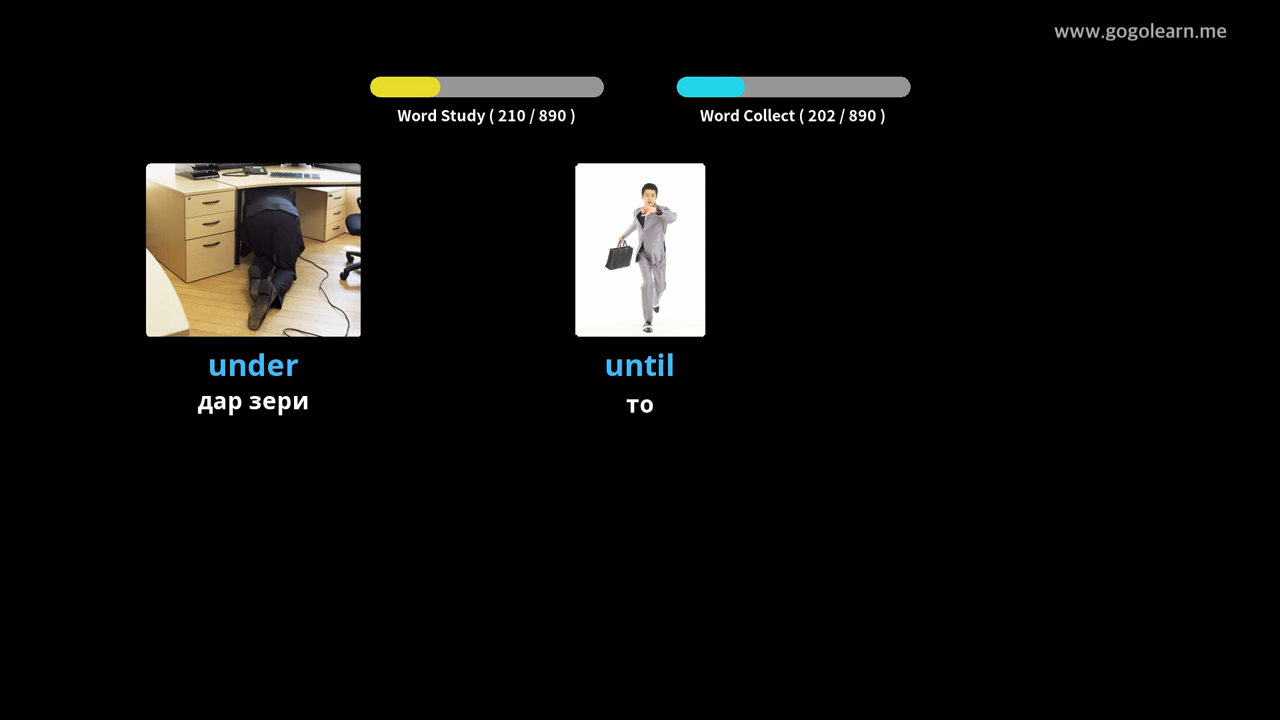 www.gogolearn.me
Word Study ( 210 / 890 )
Word Collect ( 202 / 890 )
under
until
дар зери
то